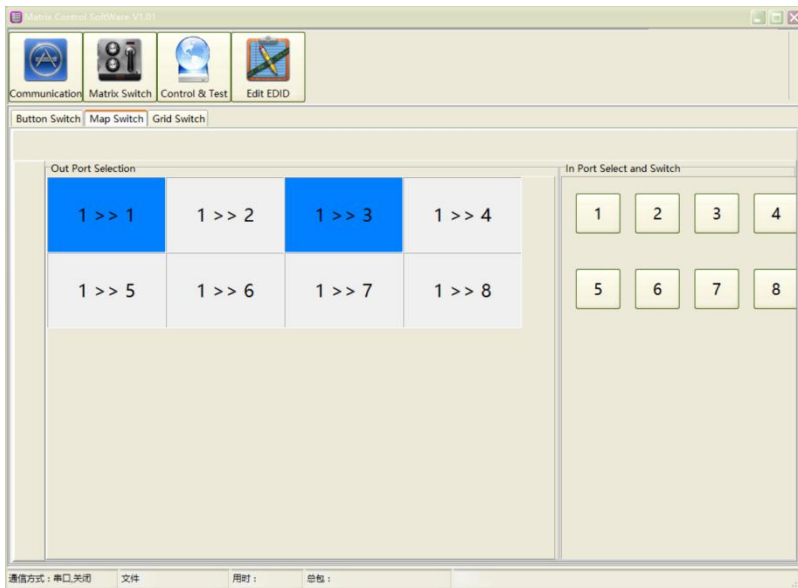 Matrix Control SoftWare V1.01
Communication Matrix Switch Control & Test Edit EDID
Button Switch Map Switch Grid Switch
Out Port Selection In Port Select and Switch
1 >> 1 1 >> 2 1 >> 3 1 >> 4 1 2 3 4
1 >> 5 1 >> 6 1 >> 7 1 >> 8 5 6 7 8
通信方式：串口,关闭 文件 用时： 总包：